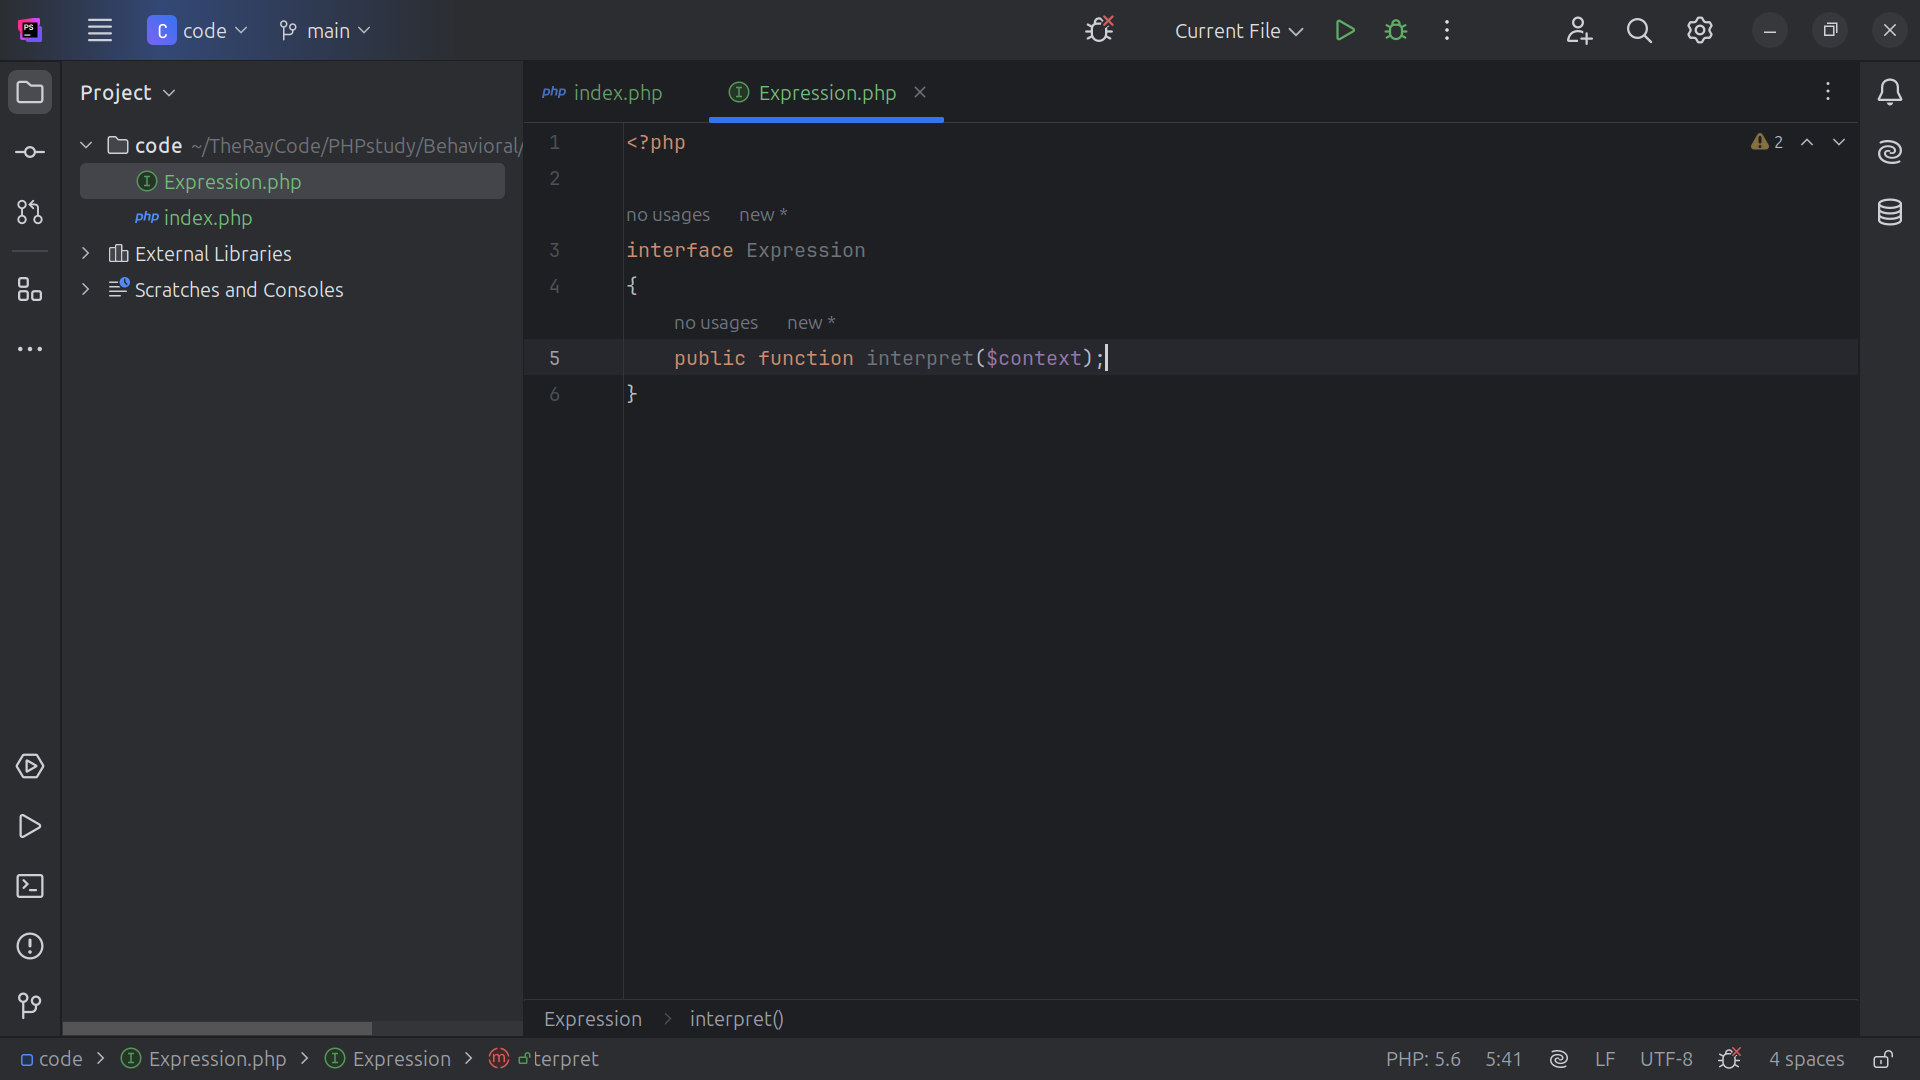 PS
C code main
Current File
Project
code ~/TheRayCode/PHPstudy/Behavioral/
Expression.php
php index.php
External Libraries
Scratches and Consoles
php index.php
Expression.php
2
1 <?php
2
no usages new *
3 interface Expression
4 {
no usages new *
5 public function interpret($context);
6 }
Expression > interpret()
code > Expression.php > Expression > m terpret
PHP: 5.6 5:41 LF UTF-8 4 spaces